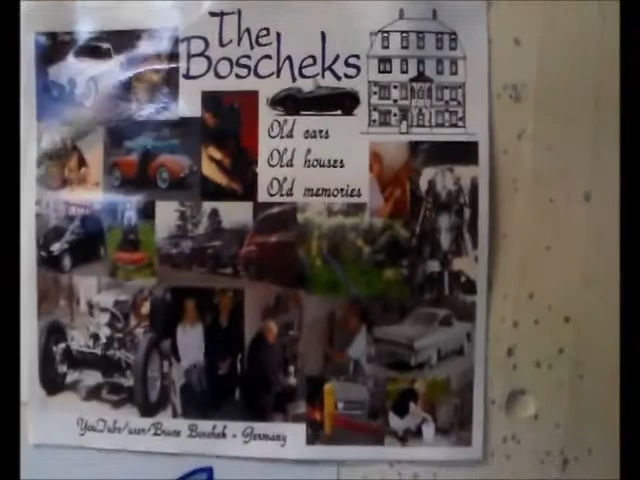 The
Boscheks
Old cars
Old houses
Old memories
YouTube/user/Bruce Boschek - Germany